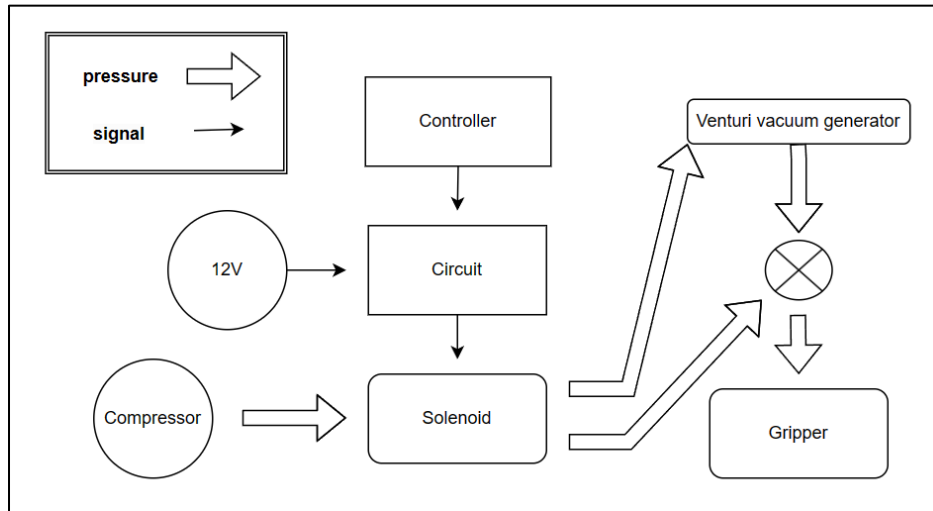 pressure
signal
Controller
Venturi vacuum generator
12V
Circuit
Compressor
Solenoid
Gripper